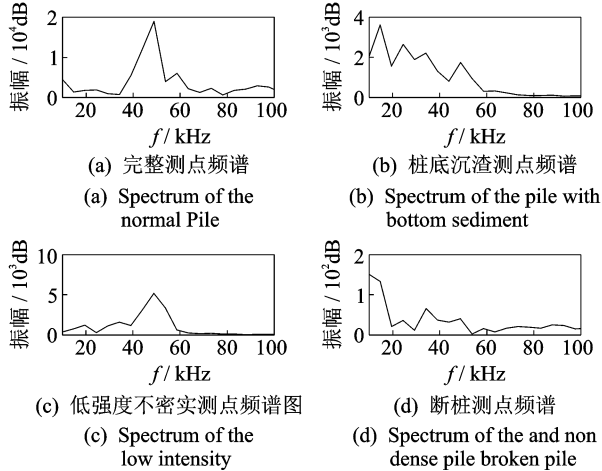 振幅 / 10⁴dB
2
1
0
20 40 60 80 100
f / kHz
(a) 完整测点频谱
(a) Spectrum of the
normal Pile
振幅 / 10³dB
4
2
0
20 40 60 80 100
f / kHz
(b) 桩底沉渣测点频谱
(b) Spectrum of the pile with
bottom sediment
振幅 / 10³dB
10
5
0
20 40 60 80 100
f / kHz
(c) 低强度不密实测点频谱图
(c) Spectrum of the
low intensity
振幅 / 10²dB
2
1
0
20 40 60 80 100
f / kHz
(d) 断桩测点频谱
(d) Spectrum of the and non
dense pile broken pile